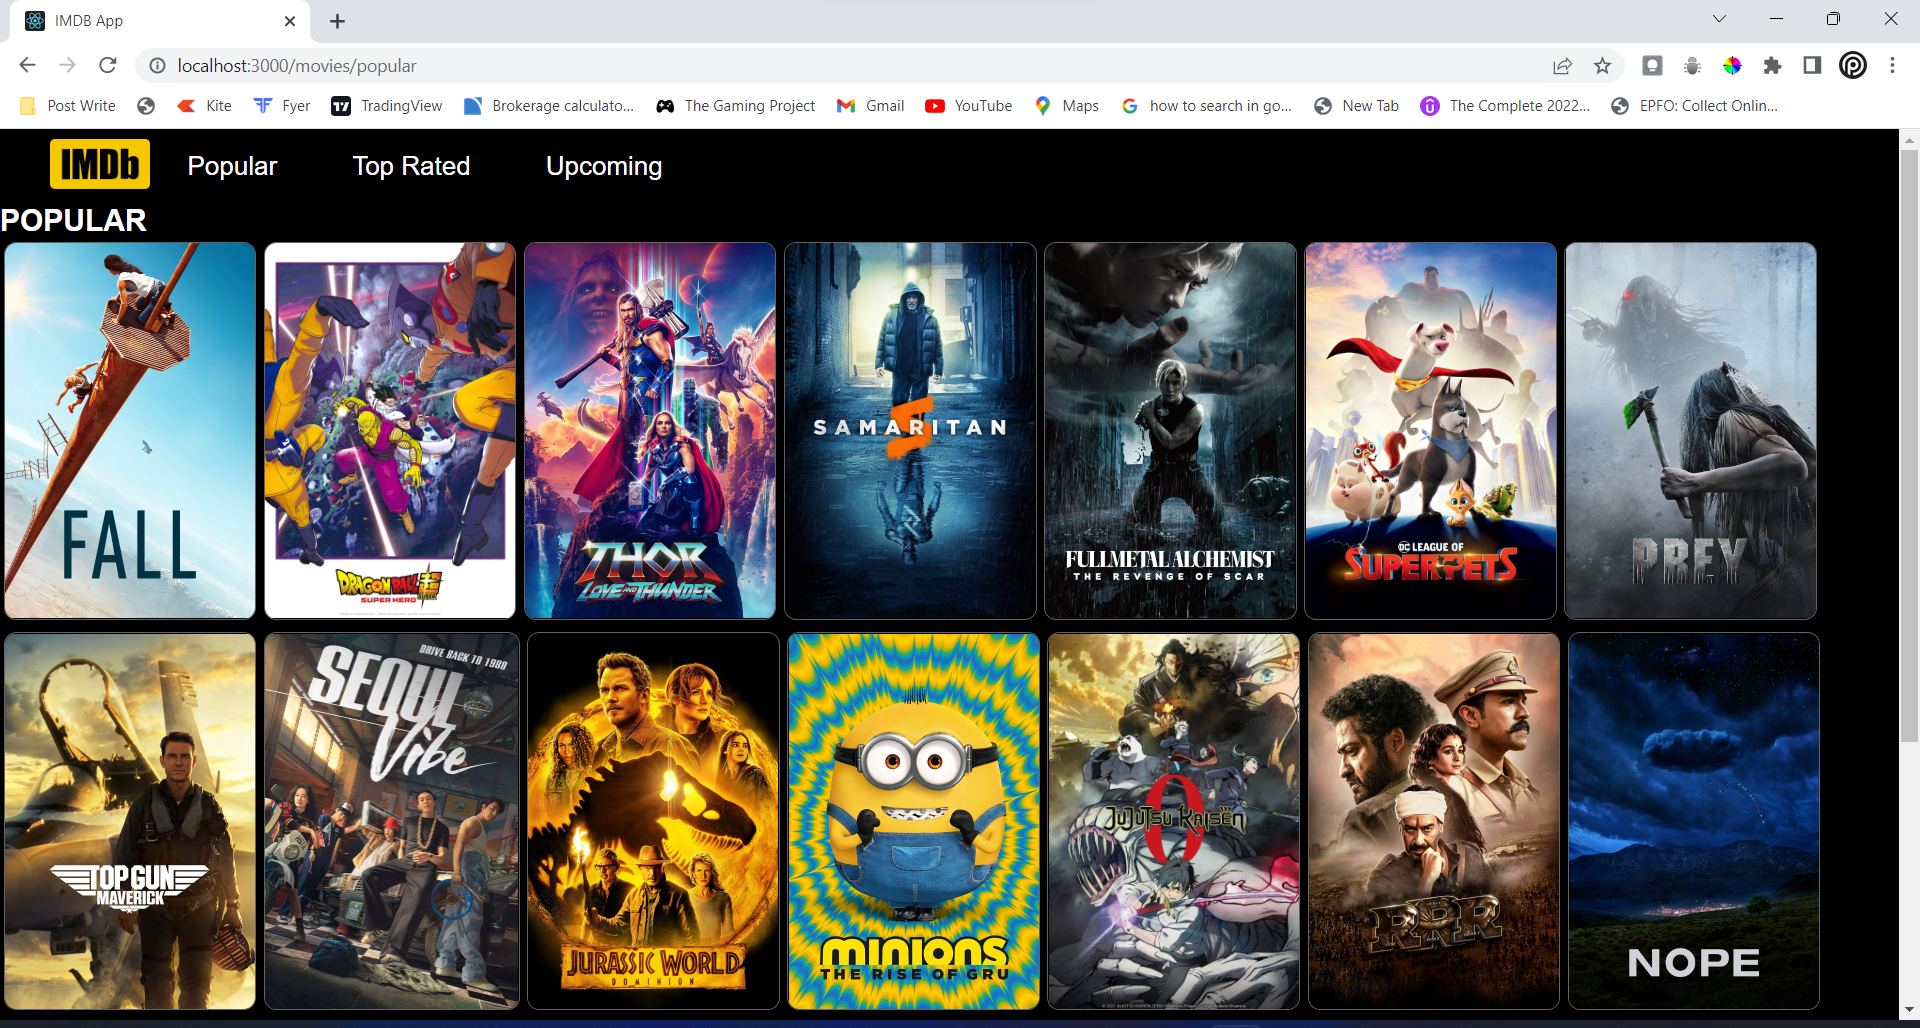 IMDB App
localhost:3000/movies/popular
Post Write Kite Fyer TradingView Brokerage calculato... The Gaming Project Gmail YouTube Maps how to search in go... New Tab The Complete 2022... EPFO: Collect Onlin...
IMDb Popular Top Rated Upcoming
POPULAR
FALL
DRAGONBALL SUPER
SUPER HERO
THOR
LOVE AND THUNDER
SAMARITAN
FULLMETAL ALCHEMIST
THE REVENGE OF SCAR
DC LEAGUE OF
SUPERPETS
PREY
TOP GUN
MAVERICK
DRIVE BACK TO 1988
SEOUL
Vibe
JURASSIC WORLD
DOMINION
MINIONS
THE RISE OF GRU
JUJUTSU KAISEN
0
RRR
NOPE